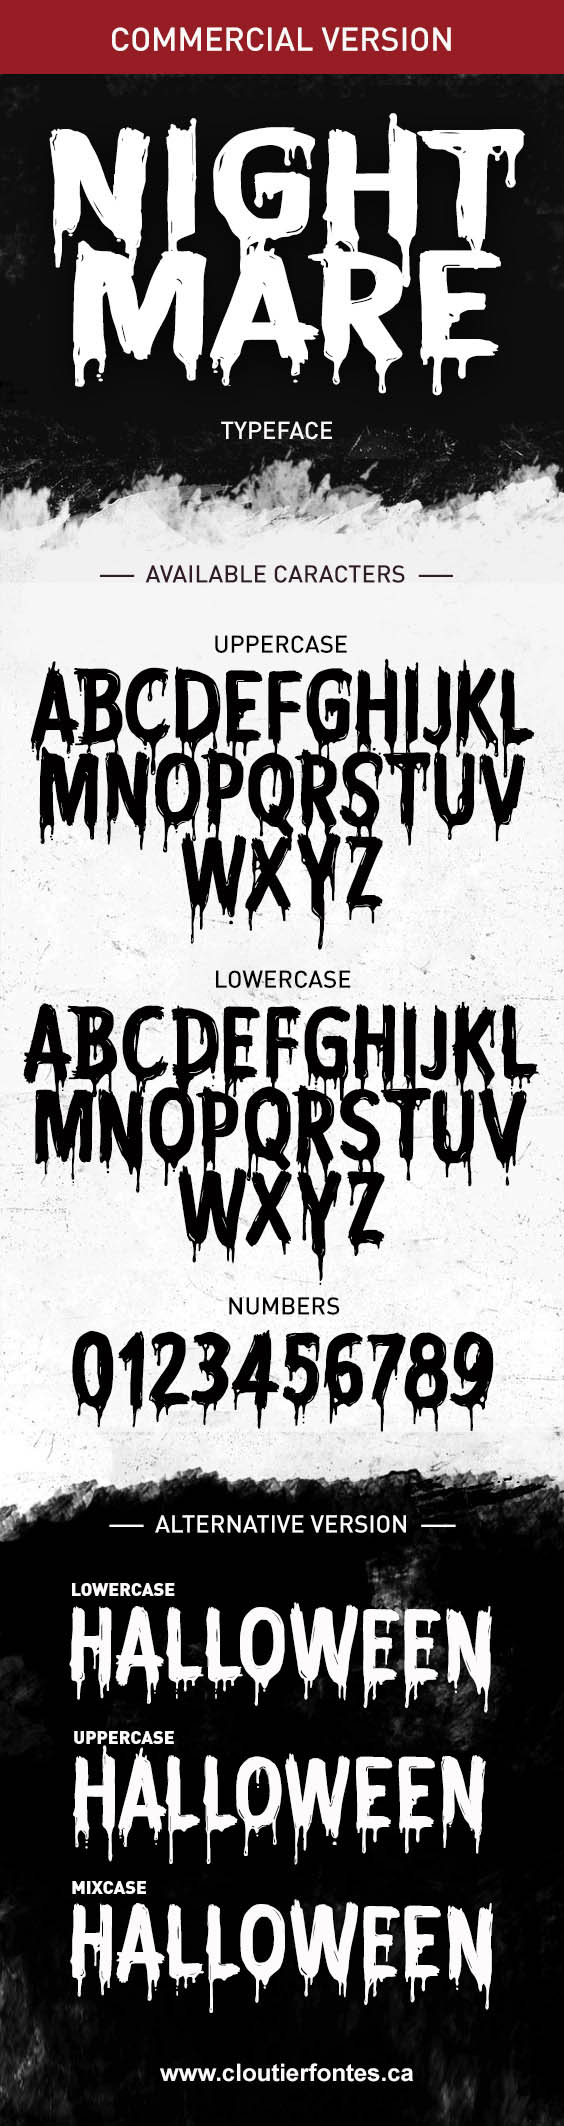 COMMERCIAL VERSION
NIGHT
MARE
TYPEFACE
AVAILABLE CARACTERS
UPPERCASE
ABCDEFGHIJKL
MNOPQRSTUV
WXYZ
LOWERCASE
ABCDEFGHIJKL
MNOPQRSTUV
WXYZ
NUMBERS
0123456789
ALTERNATIVE VERSION
LOWERCASE
HALLOWEEN
UPPERCASE
HALLOWEEN
MIXCASE
HALLOWEEN
www.cloutierfontes.ca